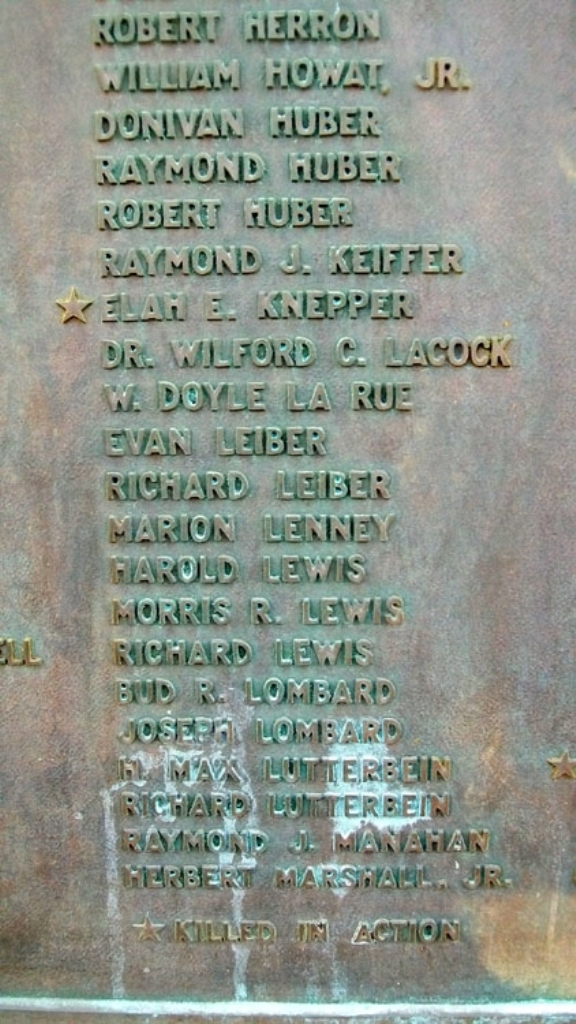 ROBERT HERRON
WILLIAM HOWAT, JR.
DONIVAN HUBER
RAYMOND HUBER
ROBERT HUBER
RAYMOND J. KEIFFER
★ ELAH E. KNEPPER
DR. WILFORD C. LACOCK
W. DOYLE LA RUE
EVAN LEIBER
RICHARD LEIBER
MARION LENNEY
HAROLD LEWIS
MORRIS R. LEWIS
ELL RICHARD LEWIS
BUD R. LOMBARD
JOSEPH LOMBARD
H. MAX LUTTERBEIN ★
RICHARD LUTTERBEIN
RAYMOND J. MANAHAN
HERBERT MARSHALL, JR.
★ KILLED IN ACTION